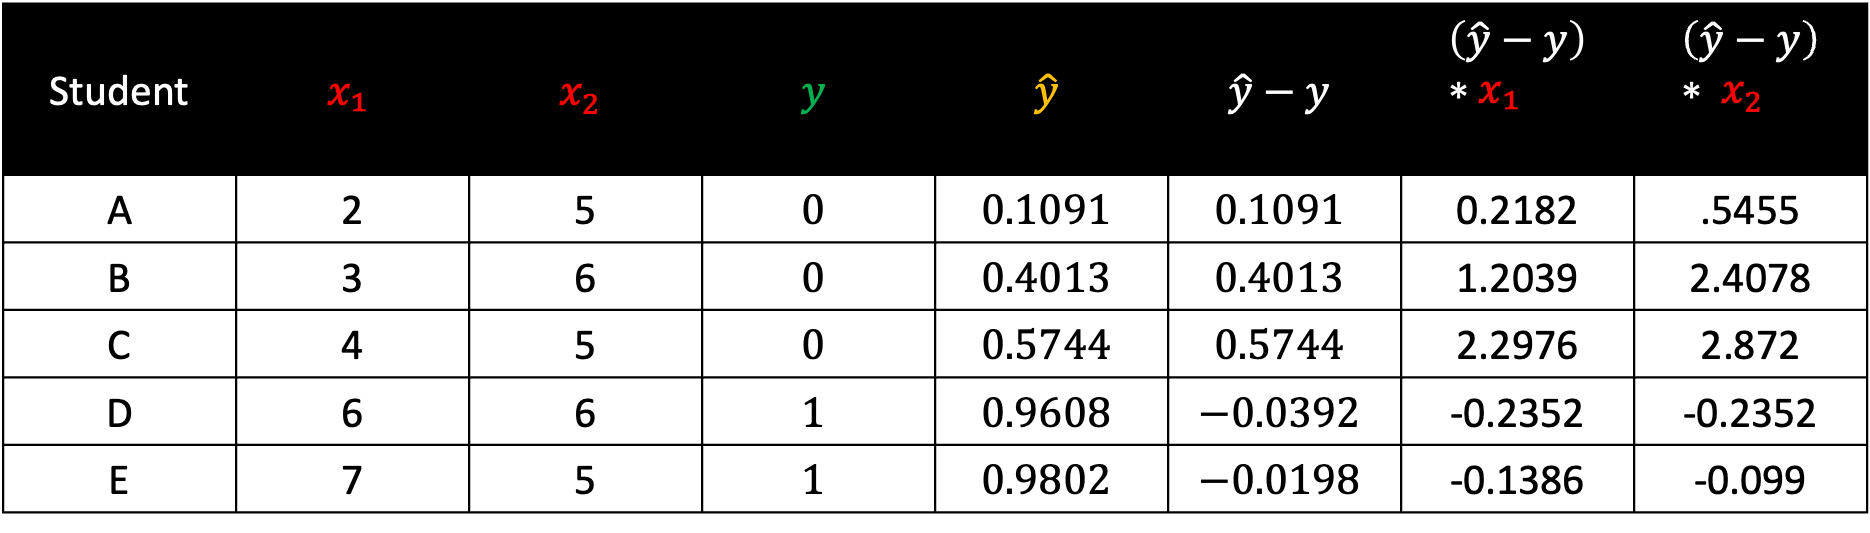 Student x₁ x₂ y ŷ ŷ − y (ŷ − y) * x₁ (ŷ − y) * x₂
A 2 5 0 0.1091 0.1091 0.2182 .5455
B 3 6 0 0.4013 0.4013 1.2039 2.4078
C 4 5 0 0.5744 0.5744 2.2976 2.872
D 6 6 1 0.9608 −0.0392 -0.2352 -0.2352
E 7 5 1 0.9802 −0.0198 -0.1386 -0.099